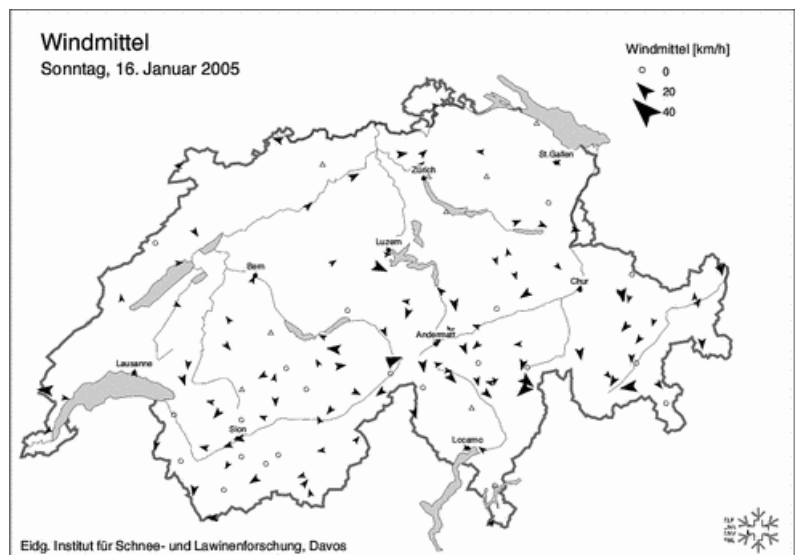 Windmittel
Sonntag, 16. Januar 2005
Windmittel [km/h]
0
20
40
St.Gallen
Zürich
Luzern
Bern
Chur
Andermatt
Lausanne
Sion
Locarno
Eidg. Institut für Schnee- und Lawinenforschung, Davos